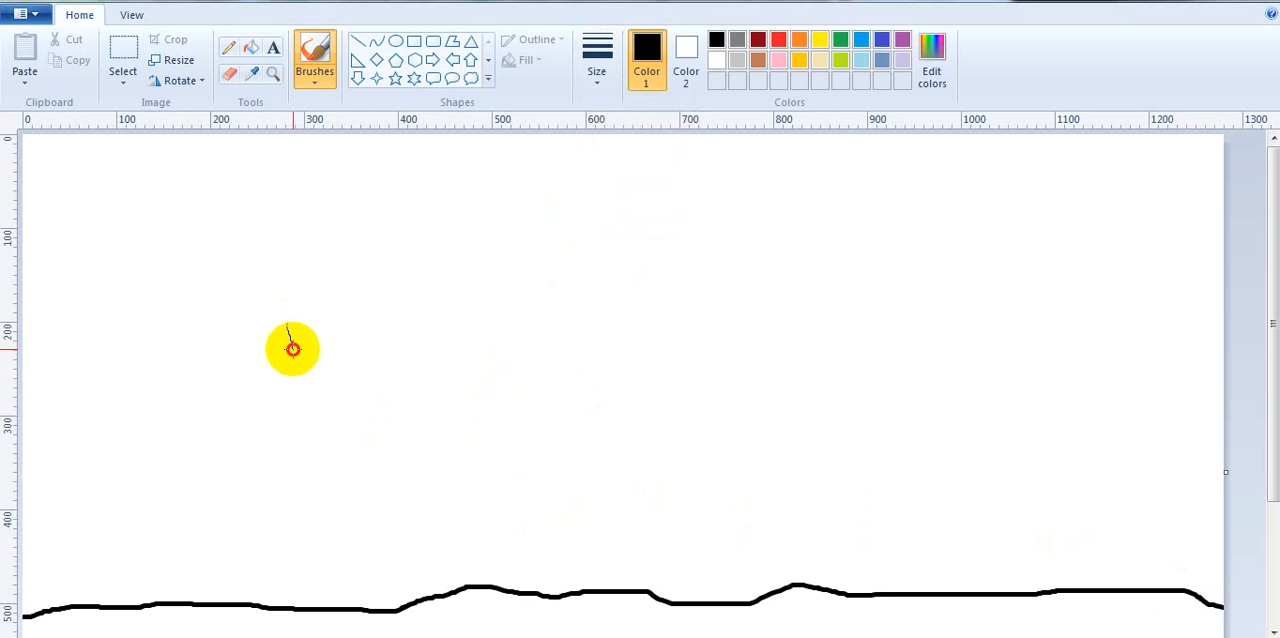 Home View
Paste
Cut
Copy
Clipboard
Select
Crop
Resize
Rotate
Image
A
Tools
Brushes
Outline
Fill
Shapes
Size
Color
1
Color
2
Edit
colors
Colors
0 100 200 300 400 500 600 700 800 900 1000 1100 1200 1300
0
100
200
300
400
500